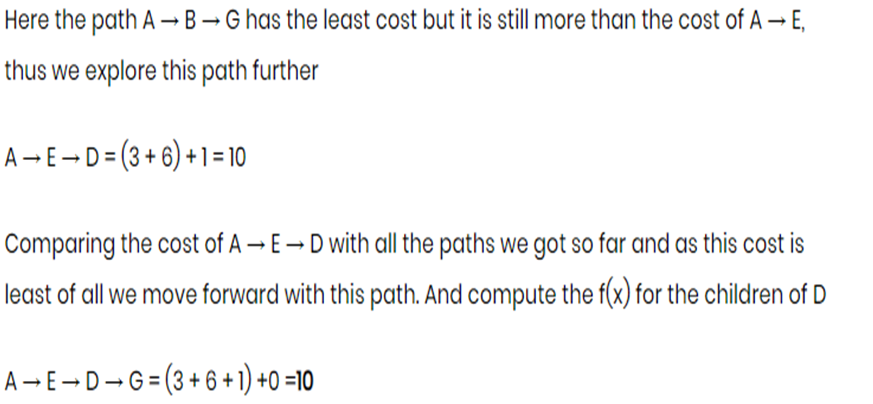 Here the path A → B → G has the least cost but it is still more than the cost of A → E,
thus we explore this path further
A → E → D = (3 + 6) + 1 = 10
Comparing the cost of A → E → D with all the paths we got so far and as this cost is
least of all we move forward with this path. And compute the f(x) for the children of D
A → E → D → G = (3 + 6 + 1) +0 =10